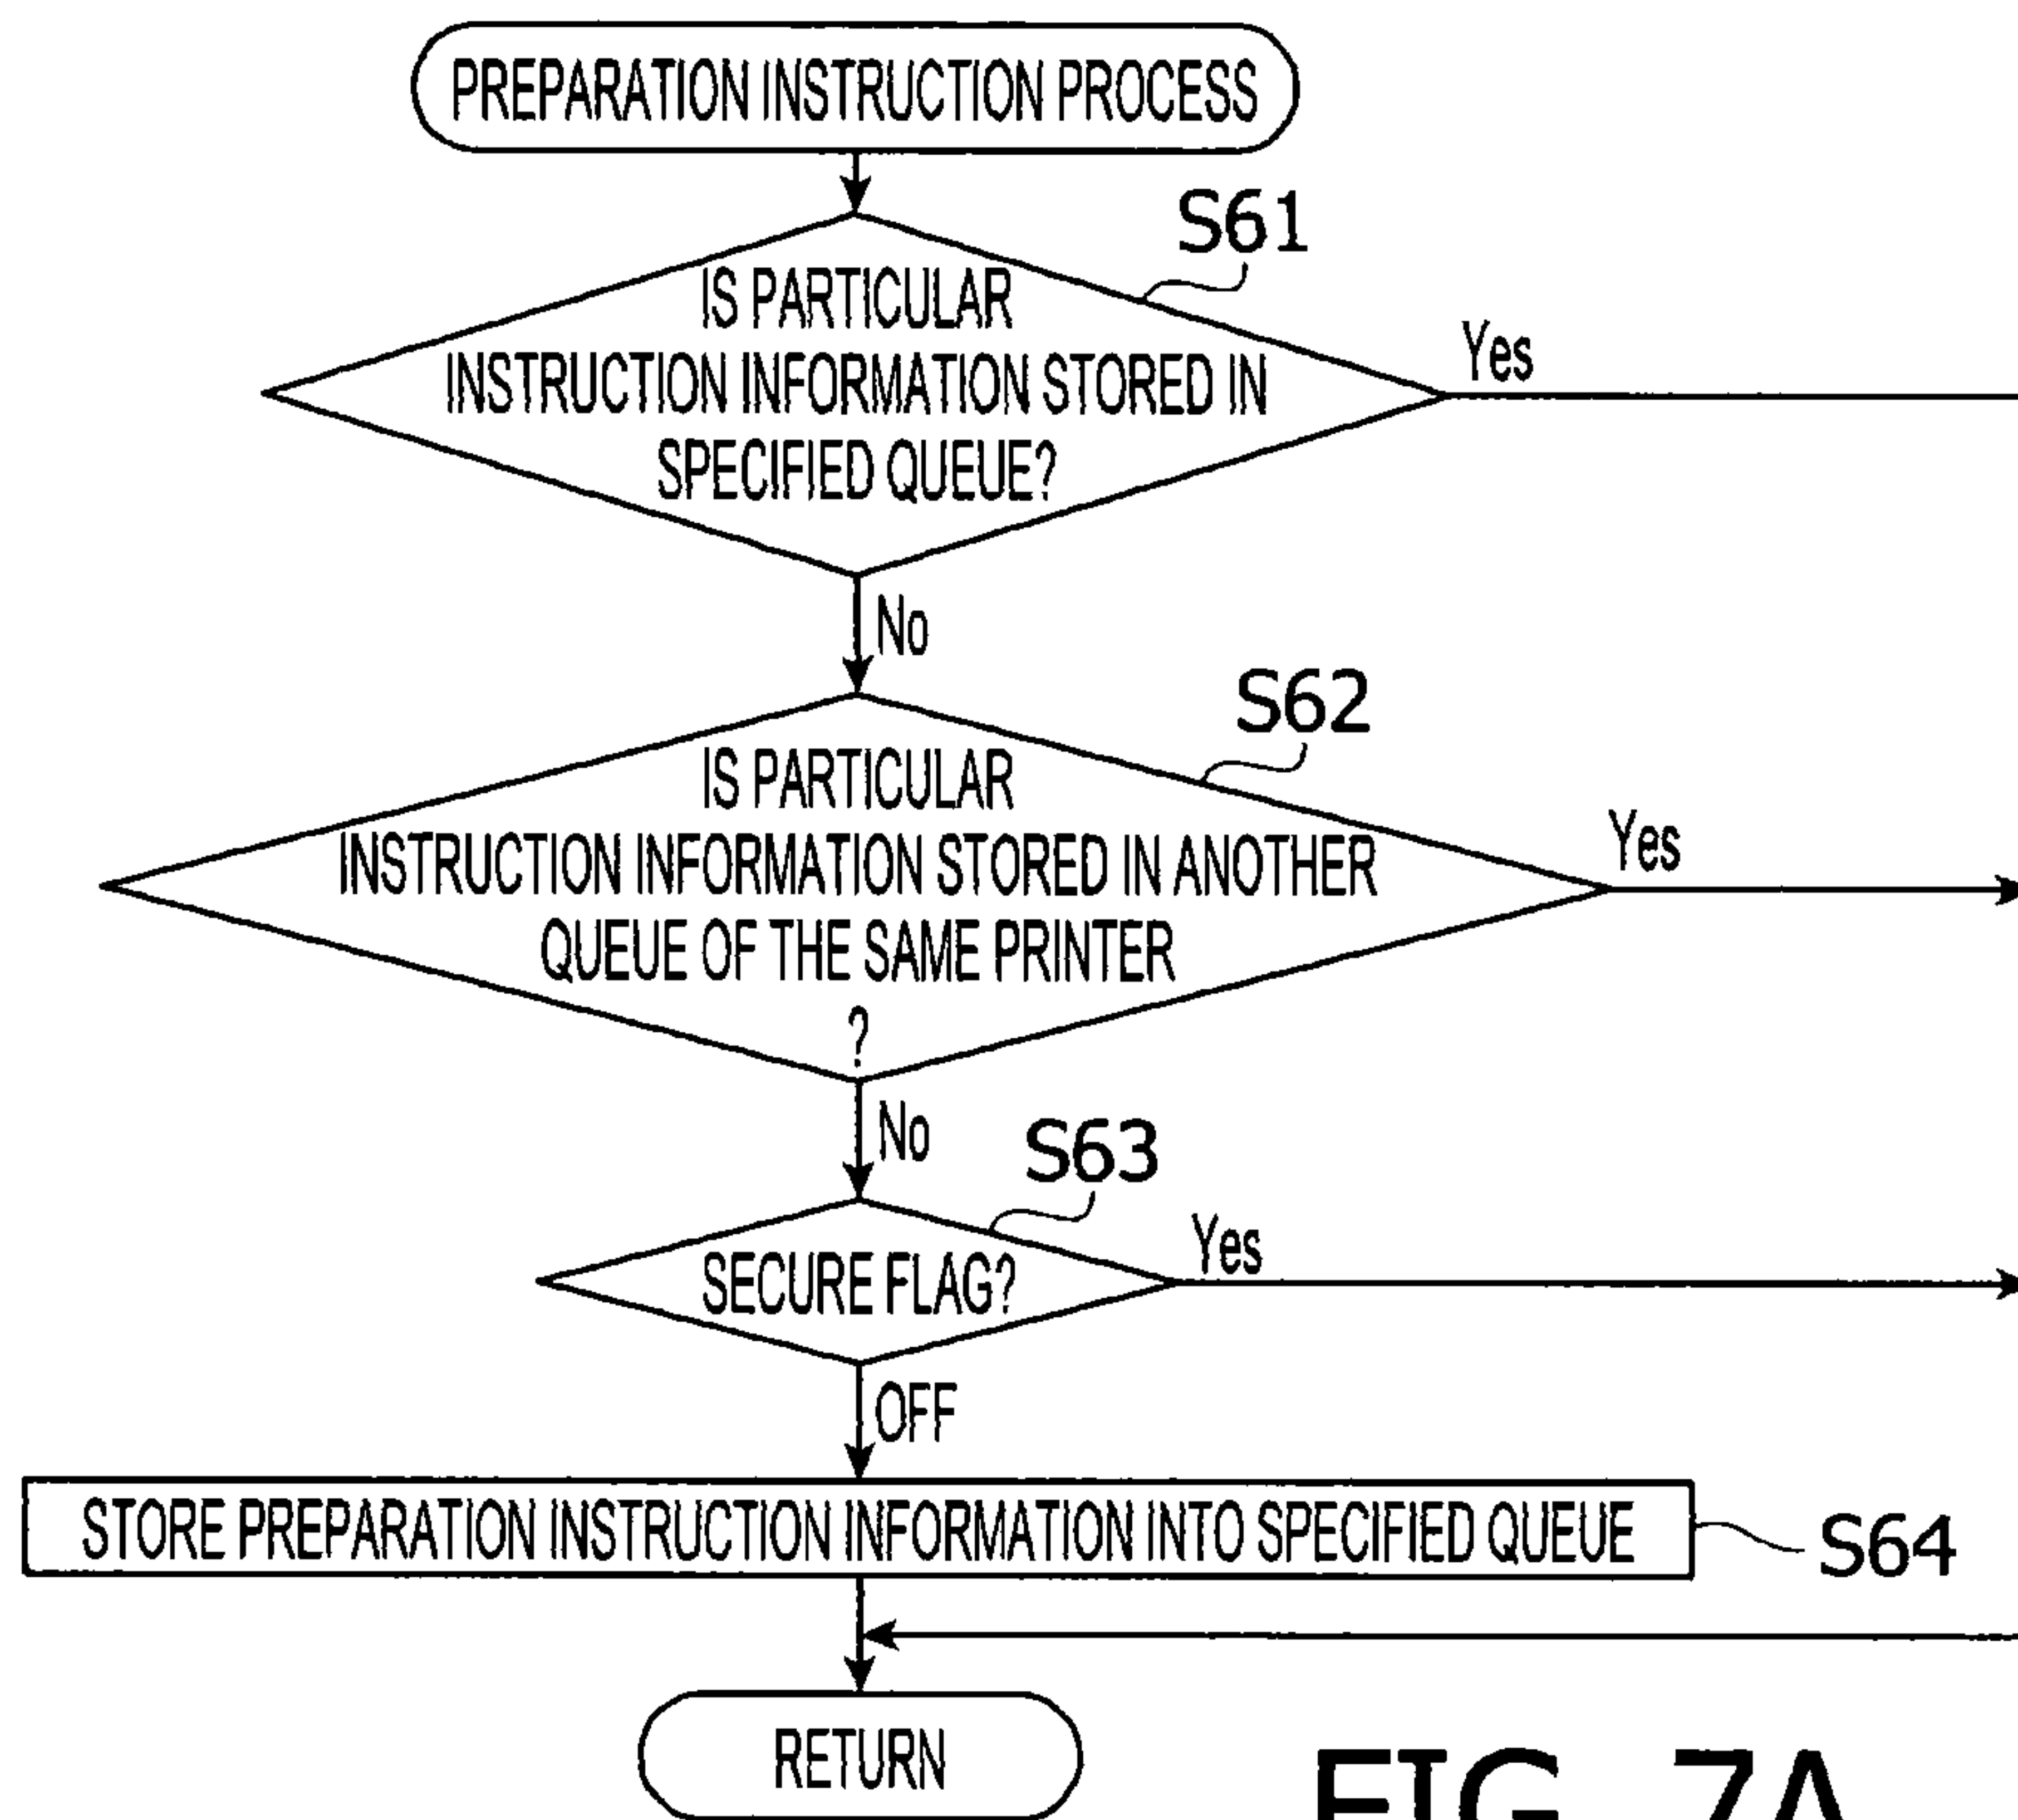 PREPARATION INSTRUCTION PROCESS
S61
IS PARTICULAR
INSTRUCTION INFORMATION STORED IN
SPECIFIED QUEUE?
Yes
No
S62
IS PARTICULAR
INSTRUCTION INFORMATION STORED IN ANOTHER
QUEUE OF THE SAME PRINTER
?
Yes
No
S63
SECURE FLAG?
Yes
OFF
STORE PREPARATION INSTRUCTION INFORMATION INTO SPECIFIED QUEUE
S64
RETURN
FIG. 7A